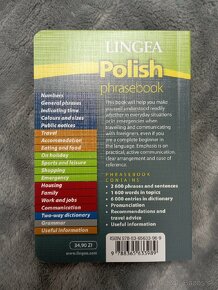 LINGEA
Polish
phrasebook
Numbers
General phrases
Indicating time
Colours and sizes
Public notices
Travel
Accommodation
Eating and food
On holiday
Sports and leisure
Shopping
Emergency
Housing
Family
Work and jobs
Communication
Two-way dictionary
Grammar
Useful information
This book will help you make
yourself understood readily
whether in everyday situations
or in emergencies when
travelling and communicating with
foreigners, even if you are
a complete beginner in the
language. Emphasis is on
practical, active communication,
clear arrangement and ease of
reference.
PHRASEBOOK
CONTAINS
• 2 600 phrases and sentences
• 1 600 words in topics
• 6 000 entries in dictionary
• Pronunciation
• Recommendations and
travel advice
• Useful information
34,90 Zł
www.lingea.com